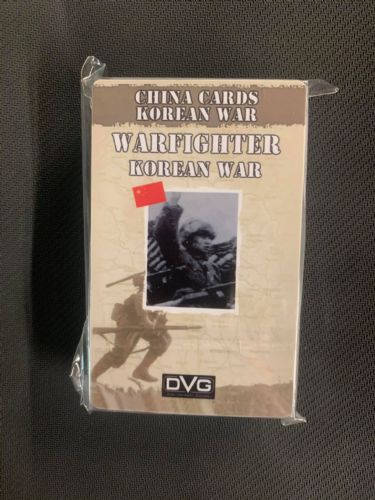 CHINA CARDS
KOREAN WAR
WARFIGHTER
KOREAN WAR
DVG